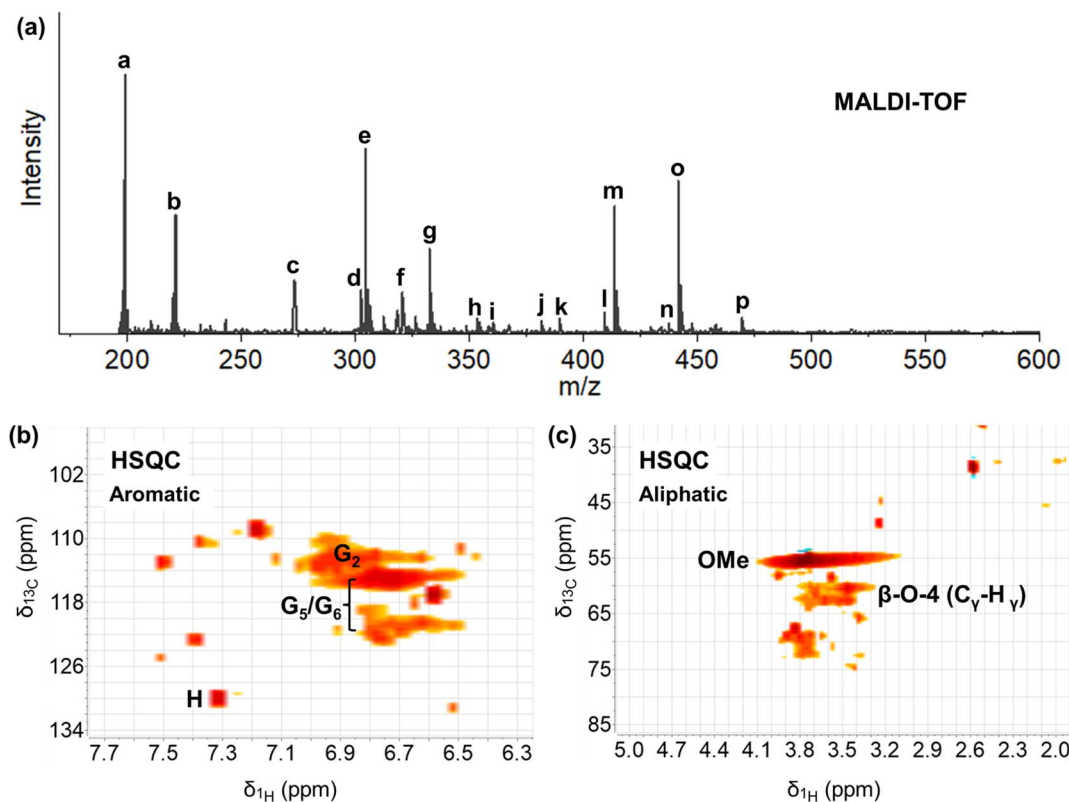 (a)
MALDI-TOF
Intensity
a
b
c
d
e
f
g
h
i
j
k
l
m
n
o
p
200 250 300 350 400 450 500 550 600
m/z
(b)
HSQC
Aromatic
G2
G5/G6
H
δ13C (ppm)
102
110
118
126
134
7.7 7.5 7.3 7.1 6.9 6.7 6.5 6.3
δ1H (ppm)
(c)
HSQC
Aliphatic
OMe
β-O-4 (Cγ-Hγ)
δ13C (ppm)
35
45
55
65
75
85
5.0 4.7 4.4 4.1 3.8 3.5 3.2 2.9 2.6 2.3 2.0
δ1H (ppm)